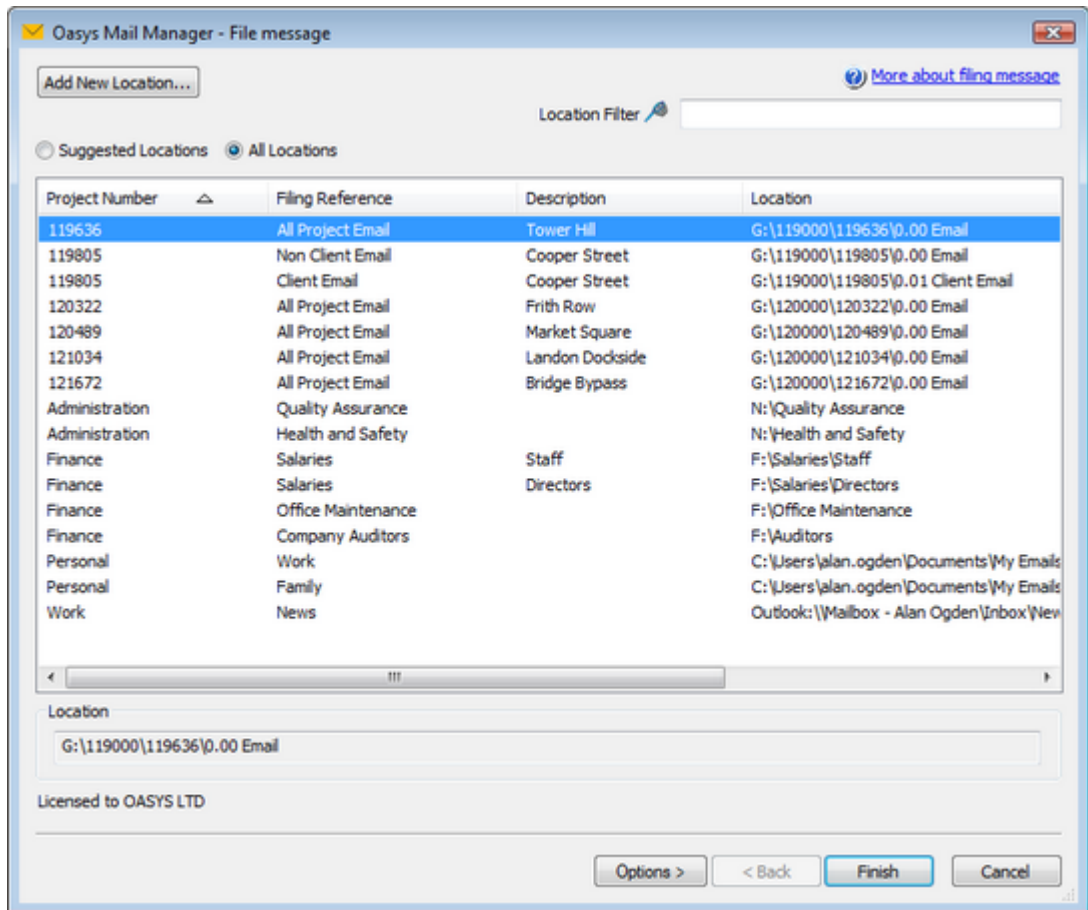 Oasys Mail Manager - File message
Add New Location...
More about filing message
Location Filter
Suggested Locations All Locations
Project Number Filing Reference Description Location
119636 All Project Email Tower Hill G:\119000\119636\0.00 Email
119805 Non Client Email Cooper Street G:\119000\119805\0.00 Email
119805 Client Email Cooper Street G:\119000\119805\0.01 Client Email
120322 All Project Email Frith Row G:\120000\120322\0.00 Email
120489 All Project Email Market Square G:\120000\120489\0.00 Email
121034 All Project Email Landon Dockside G:\120000\121034\0.00 Email
121672 All Project Email Bridge Bypass G:\120000\121672\0.00 Email
Administration Quality Assurance N:\Quality Assurance
Administration Health and Safety N:\Health and Safety
Finance Salaries Staff F:\Salaries\Staff
Finance Salaries Directors F:\Salaries\Directors
Finance Office Maintenance F:\Office Maintenance
Finance Company Auditors F:\Auditors
Personal Work C:\Users\alan.ogden\Documents\My Emails
Personal Family C:\Users\alan.ogden\Documents\My Emails
Work News Outlook:\\Mailbox - Alan Ogden\Inbox\New
Location
G:\119000\119636\0.00 Email
Licensed to OASYS LTD
Options > < Back Finish Cancel